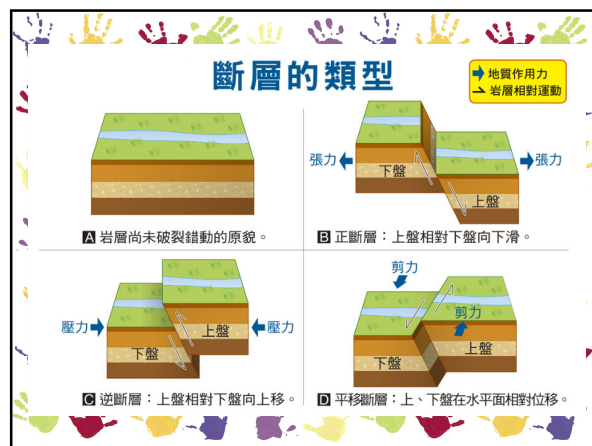 斷層的類型
地質作用力
岩層相對運動
A 岩層尚未破裂錯動的原貌。
張力
下盤
上盤
張力
B 正斷層：上盤相對下盤向下滑。
壓力
下盤
上盤
壓力
C 逆斷層：上盤相對下盤向上移。
剪力
剪力
下盤
上盤
D 平移斷層：上、下盤在水平面相對位移。